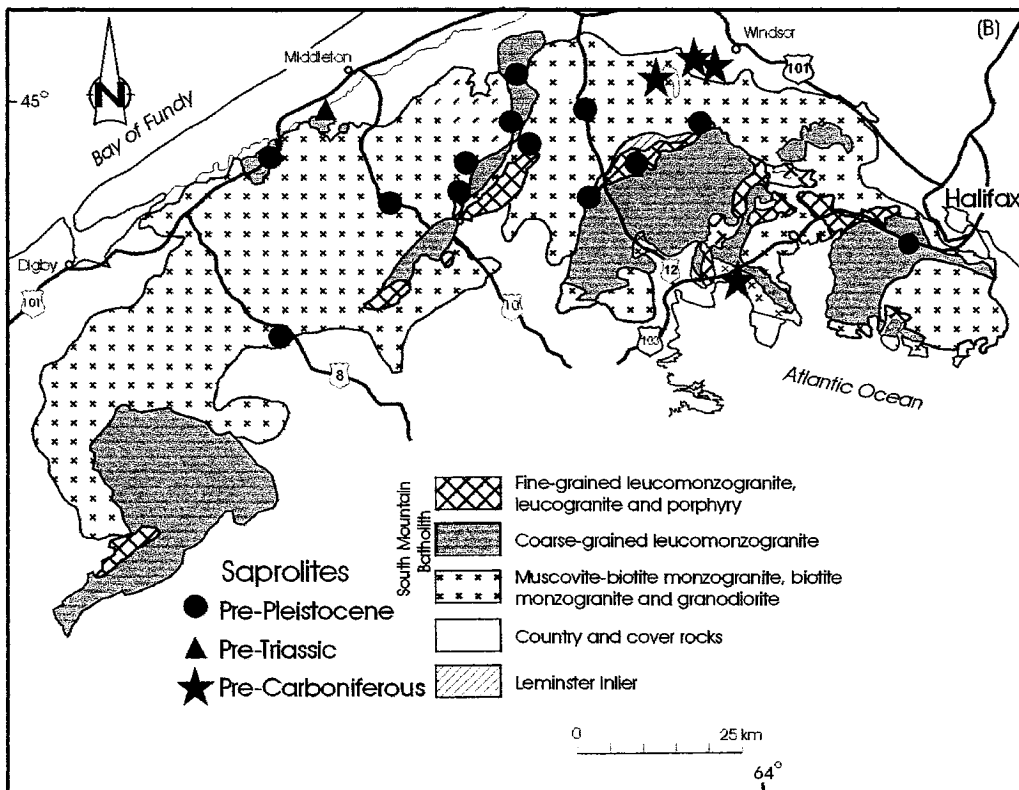 (B)
Windsor
Middleton
101
45°
N
Bay of Fundy
Halifax
Digby
12
101
10
103
8
Atlantic Ocean
South Mountain
Batholith
Fine-grained leucomonzogranite,
leucogranite and porphyry
Coarse-grained leucomonzogranite
Muscovite-biotite monzogranite, biotite
monzogranite and granodiorite
Country and cover rocks
Leminster Inlier
Saprolites
Pre-Pleistocene
Pre-Triassic
Pre-Carboniferous
0 25 km
64°